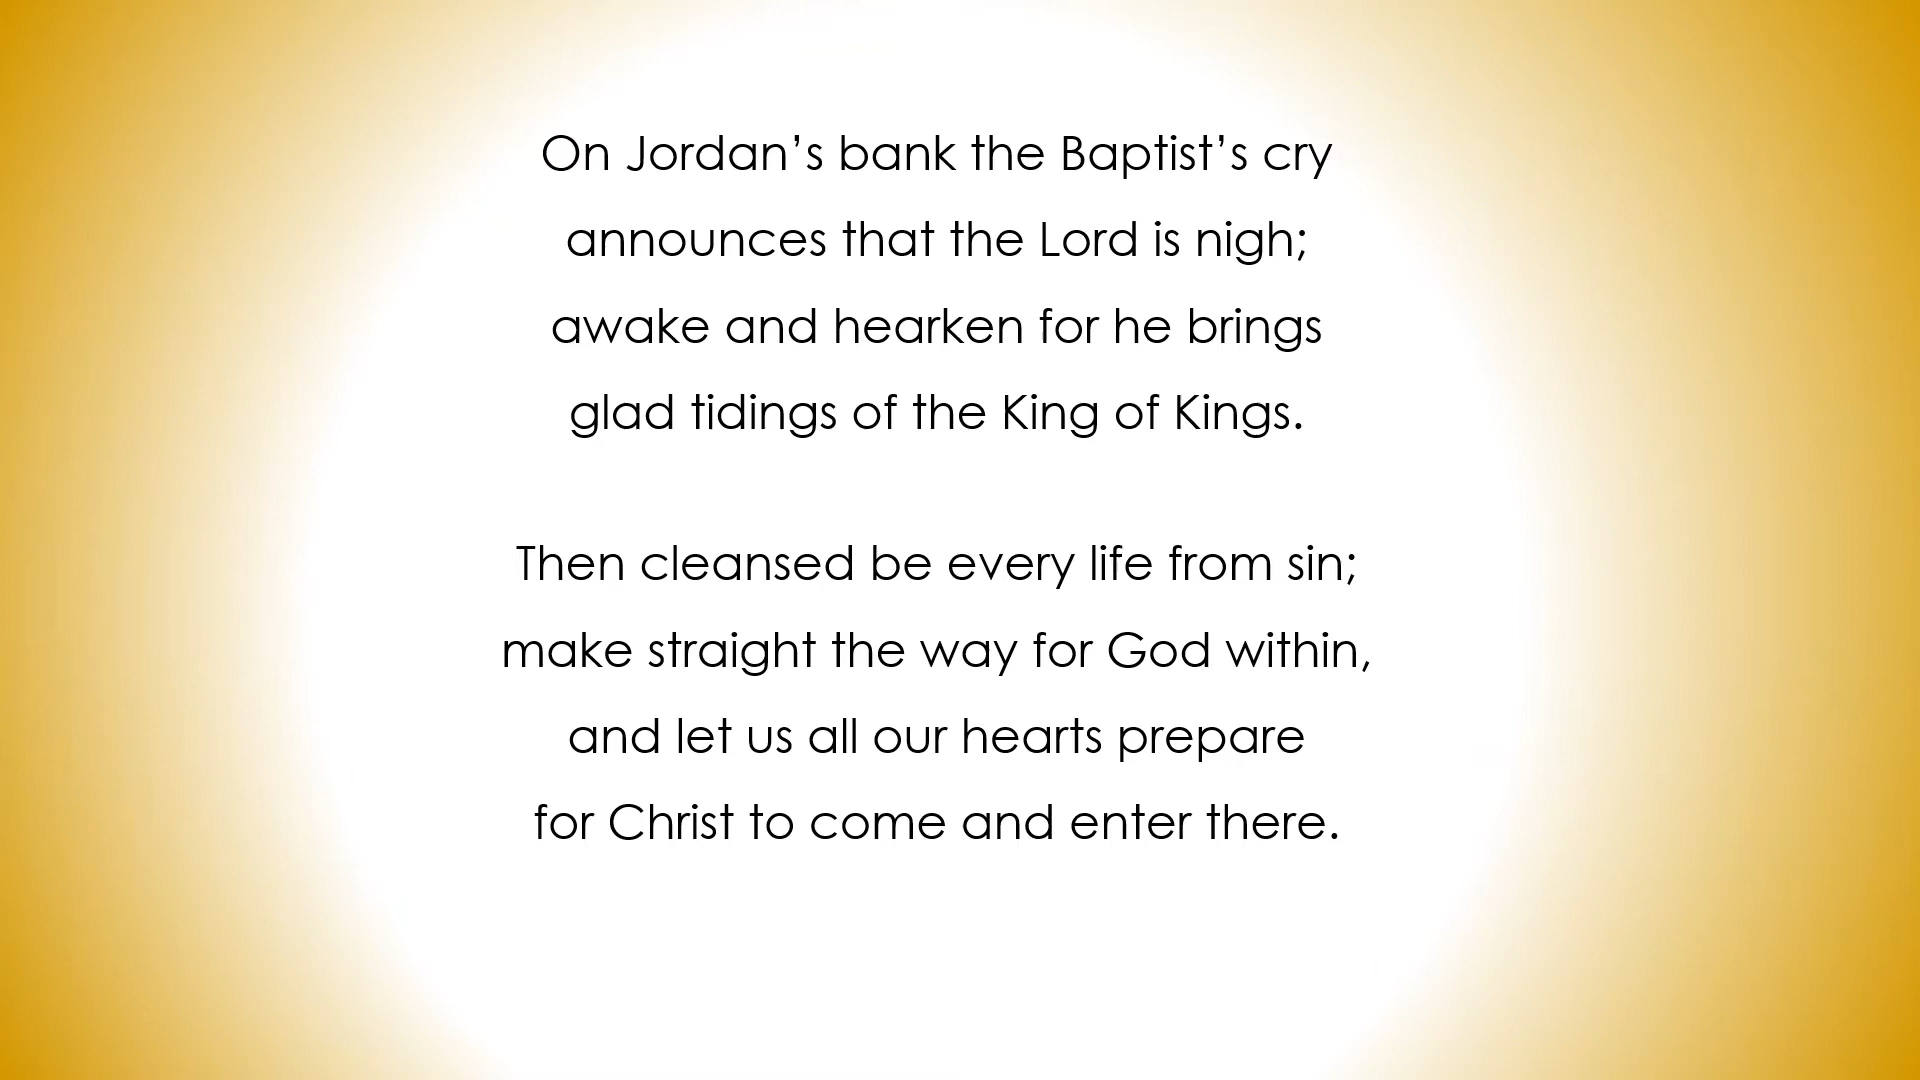 On Jordan’s bank the Baptist’s cry
announces that the Lord is nigh;
awake and hearken for he brings
glad tidings of the King of Kings.
Then cleansed be every life from sin;
make straight the way for God within,
and let us all our hearts prepare
for Christ to come and enter there.